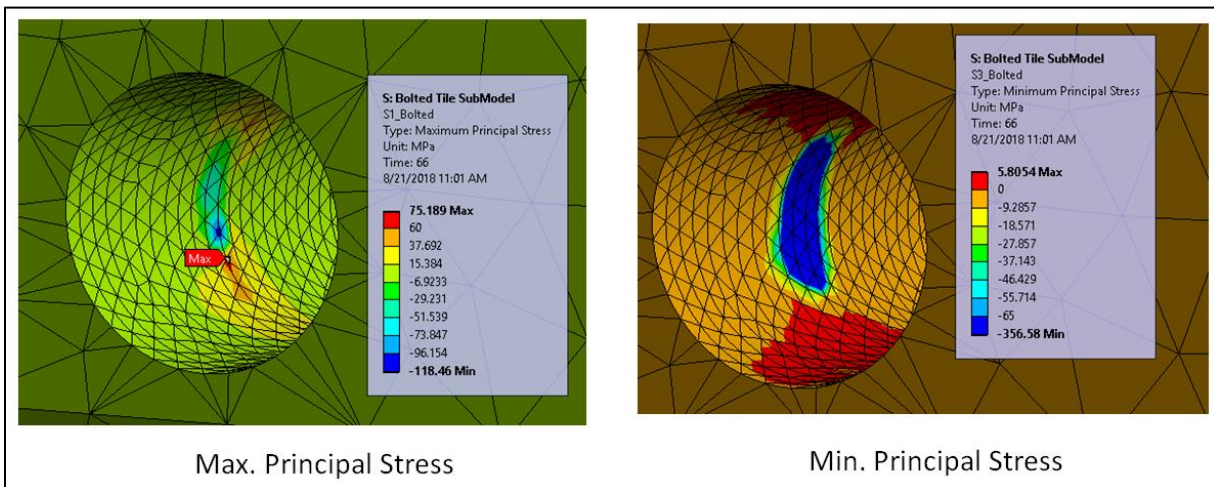 S: Bolted Tile SubModel
S1_Bolted
Type: Maximum Principal Stress
Unit: MPa
Time: 66
8/21/2018 11:01 AM
75.189 Max
60
37.692
15.384
-6.9233
-29.231
-51.539
-73.847
-96.154
-118.46 Min
Max
Max. Principal Stress
S: Bolted Tile SubModel
S3_Bolted
Type: Minimum Principal Stress
Unit: MPa
Time: 66
8/21/2018 11:01 AM
5.8054 Max
0
-9.2857
-18.571
-27.857
-37.143
-46.429
-55.714
-65
-356.58 Min
Min. Principal Stress